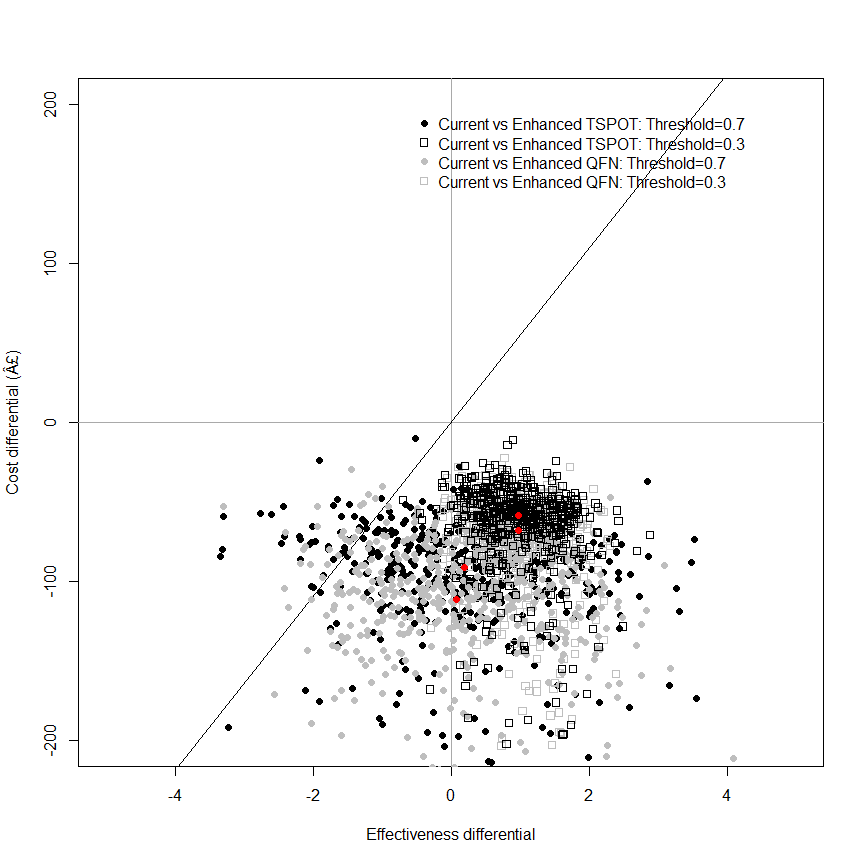 Current vs Enhanced TSPOT: Threshold=0.7
Current vs Enhanced TSPOT: Threshold=0.3
Current vs Enhanced QFN: Threshold=0.7
Current vs Enhanced QFN: Threshold=0.3
200
100
0
-100
-200
Cost differential (Â£)
-4 -2 0 2 4
Effectiveness differential